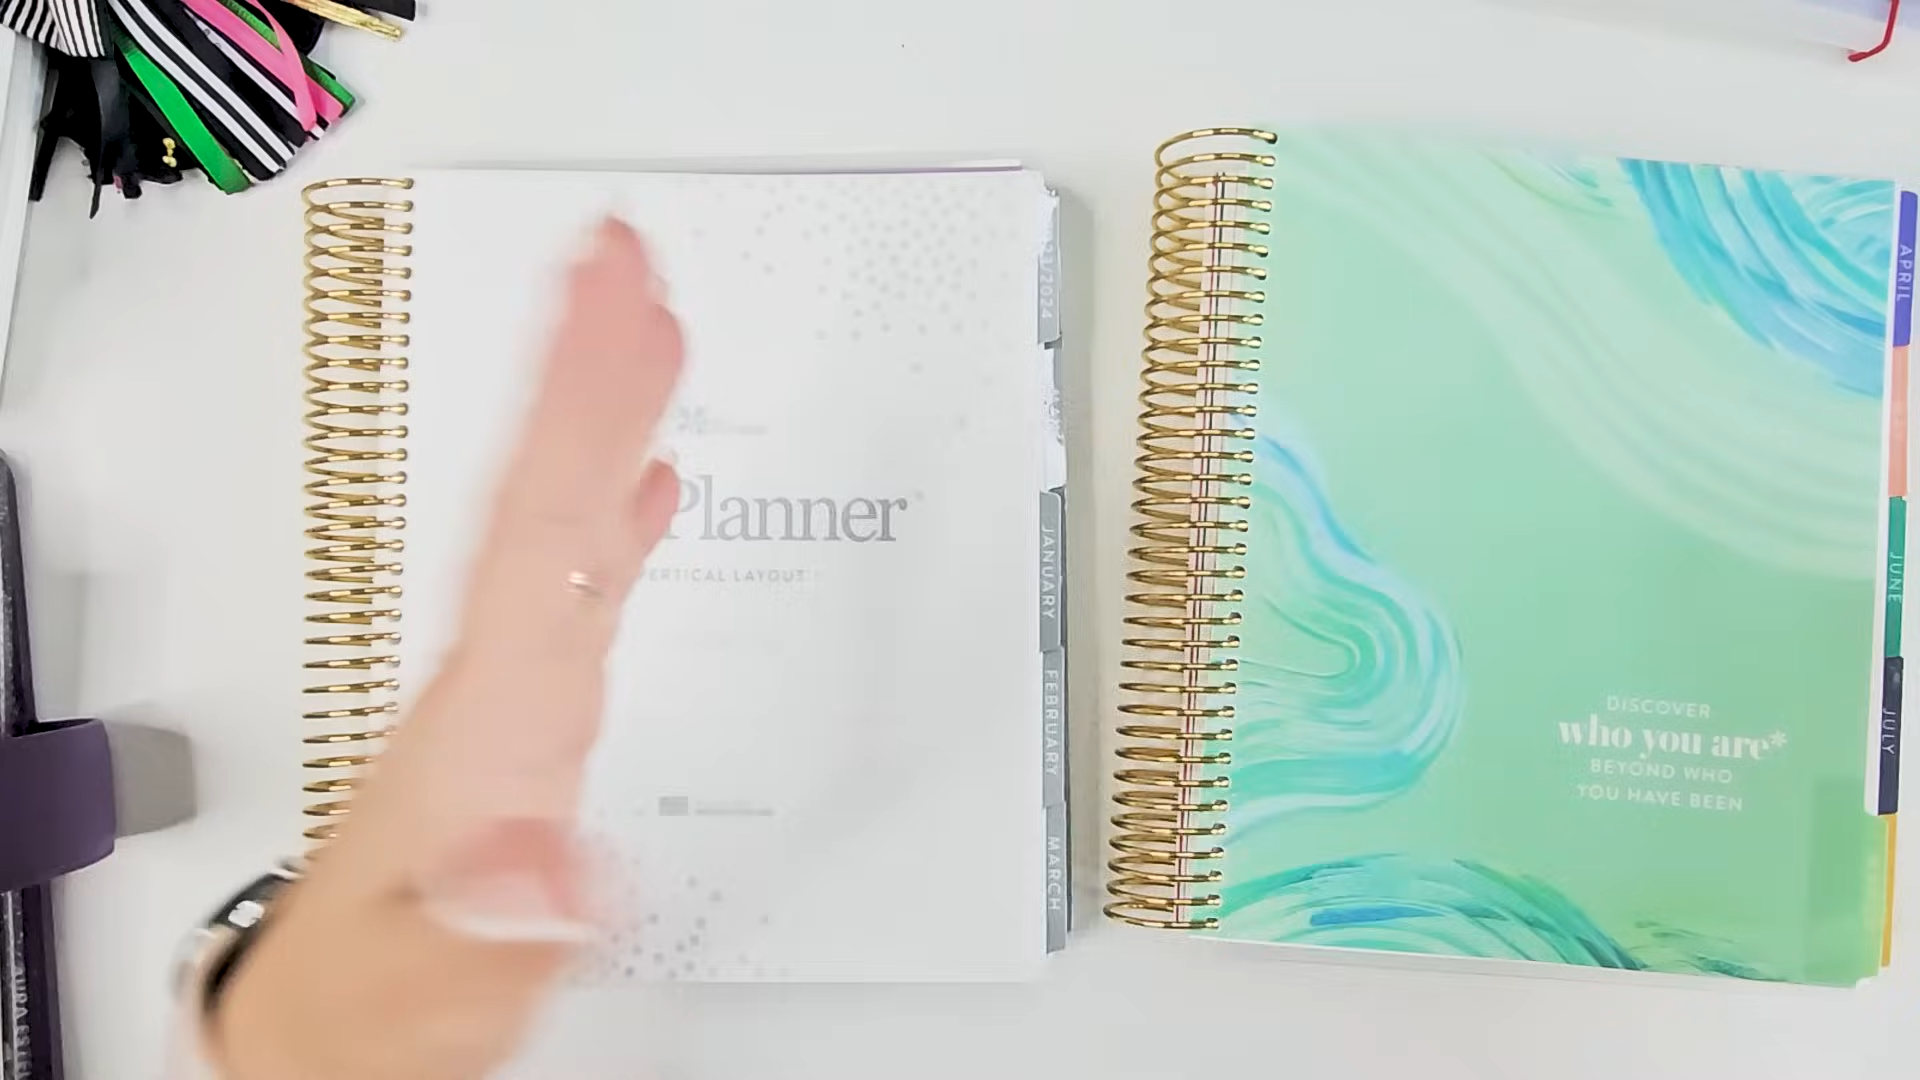 Planner
VERTICAL LAYOUT
JANUARY
FEBRUARY
MARCH
DISCOVER
who you are*
BEYOND WHO
YOU HAVE BEEN
APRIL
JUNE
JULY